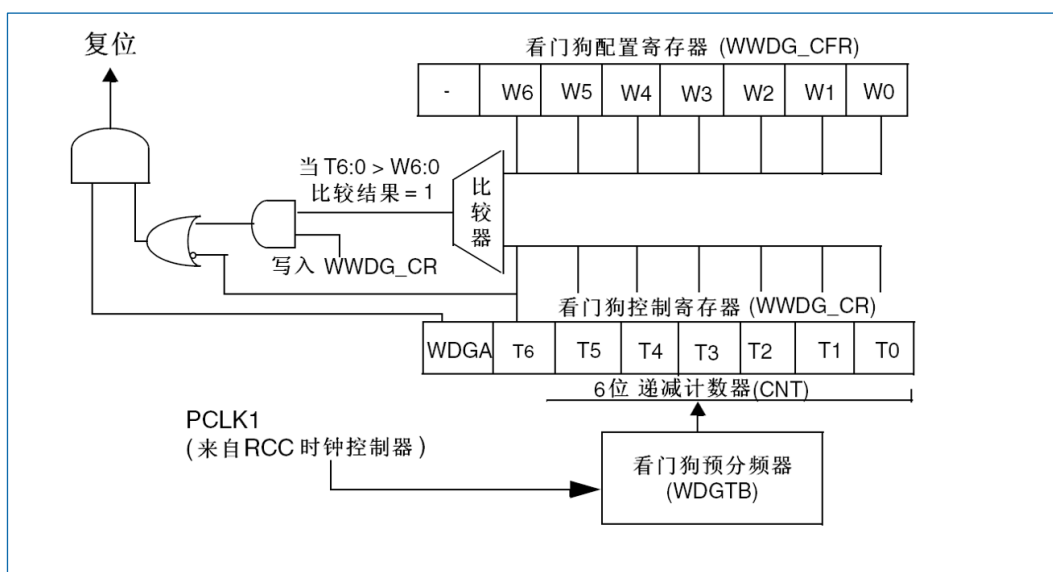 复位
看门狗配置寄存器 (WWDG_CFR)
- W6 W5 W4 W3 W2 W1 W0
当 T6:0 > W6:0
比较结果 = 1
比较器
写入 WWDG_CR
看门狗控制寄存器 (WWDG_CR)
WDGA T6 T5 T4 T3 T2 T1 T0
6位 递减计数器(CNT)
PCLK1
(来自RCC 时钟控制器)
看门狗预分频器
(WDGTB)